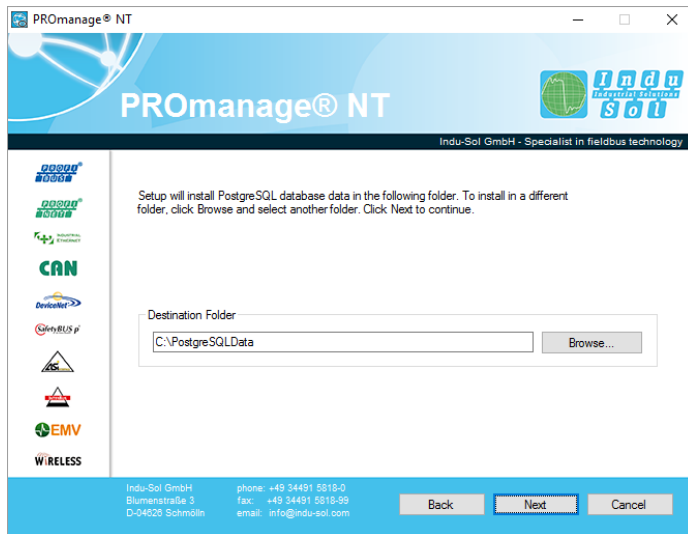 PROmanage® NT
PROmanage® NT
Indu
Industrial Solutions
Sol
Indu-Sol GmbH - Specialist in fieldbus technology
Setup will install PostgreSQL database data in the following folder. To install in a different
folder, click Browse and select another folder. Click Next to continue.
INDUSTRIAL
ETHERNET
CAN
DeviceNet
SafetyBUS p
Destination Folder
C:\PostgreSQLData
Browse...
EMV
WiRELESS
Indu-Sol GmbH
Blumenstraße 3
D-04626 Schmölln
phone: +49 34491 5818-0
fax: +49 34491 5818-99
email: info@indu-sol.com
Back
Next
Cancel